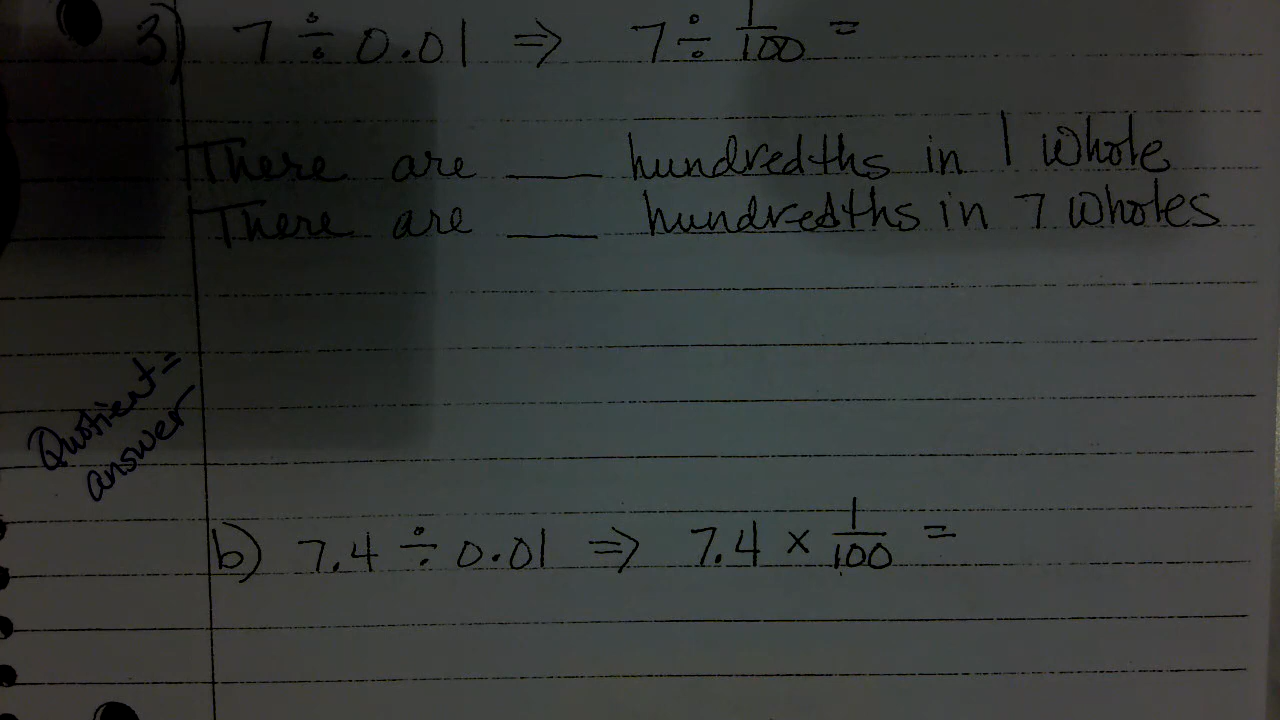 3) 7 ÷ 0.01 ⇒ 7 ÷ 1/100 =
There are ___ hundredths in 1 whole
There are ___ hundredths in 7 wholes
Quotient =
answer
b) 7.4 ÷ 0.01 ⇒ 7.4 × 1/100 =